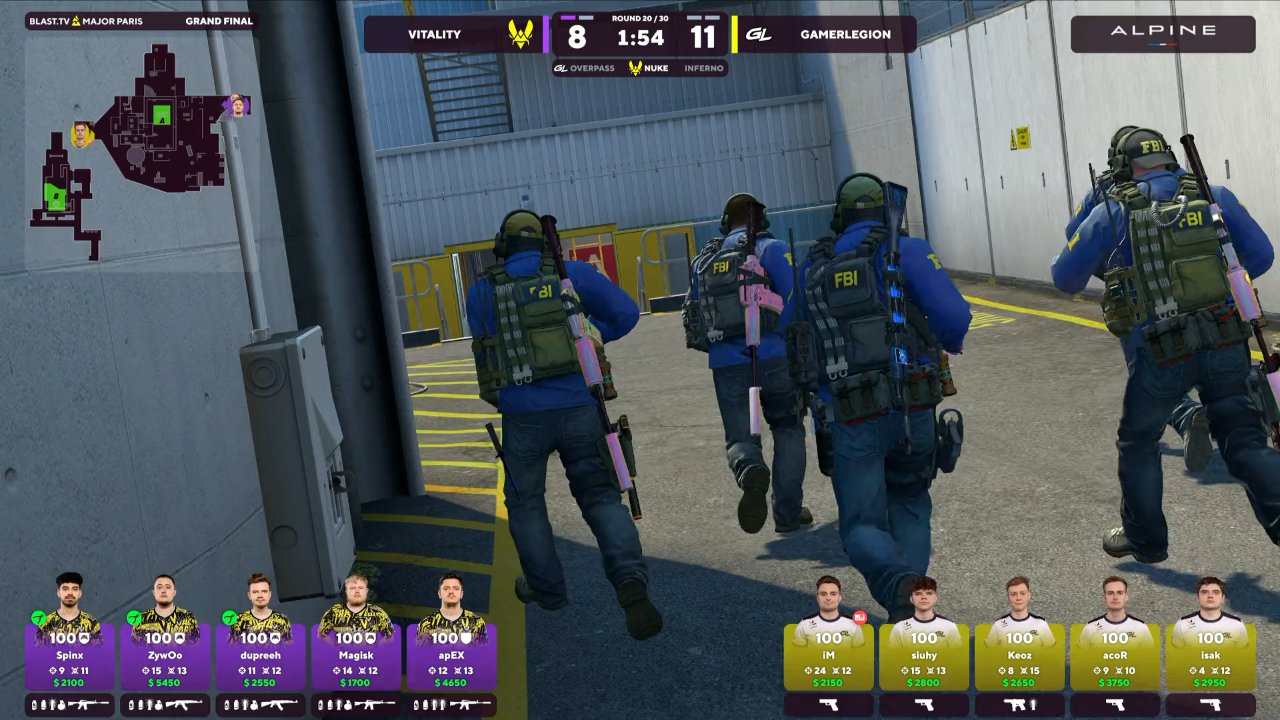 BLAST.TV MAJOR PARIS GRAND FINAL
VITALITY 8 ROUND 20 / 30 1:54 11 GL GAMERLEGION
GL OVERPASS NUKE INFERNO
ALPINE
FBI
FBI
FBI
FBI
FBI
100 100 100 100 100
Spinx ZywOo dupreeh Magisk apEX
9 11 15 13 11 12 14 12 12 13
$2100 $5450 $2550 $1700 $4650
100 100 100 100 100
iM siuhy Keoz acoR isak
24 12 15 13 8 15 9 10 4 12
$2150 $2800 $2650 $3750 $2950